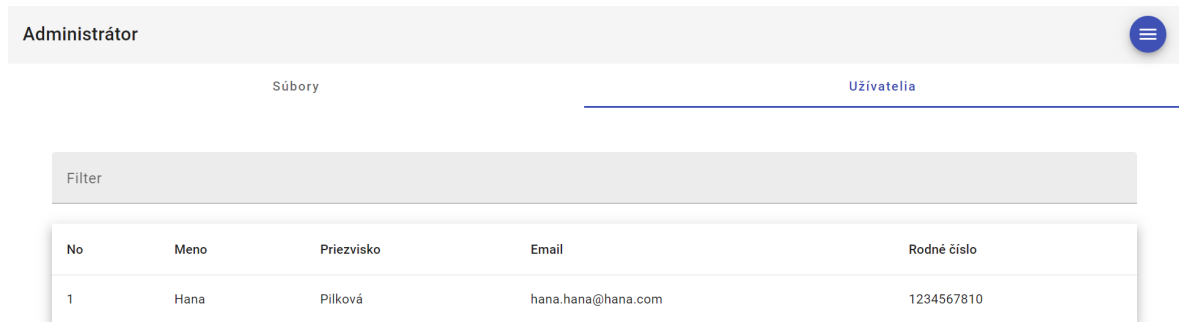 Administrátor
Súbory Užívatelia
Filter
No Meno Priezvisko Email Rodné číslo
1 Hana Pilková hana.hana@hana.com 1234567810